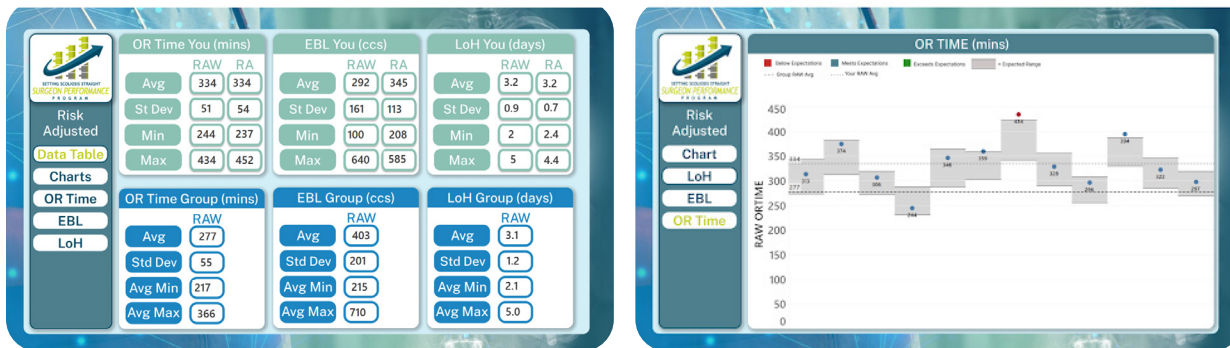 SETTING SCOLIOSIS STRAIGHT
SURGEON PERFORMANCE
PROGRAM
Risk
Adjusted
Data Table
Charts
OR Time
EBL
LoH
OR Time You (mins)
RAW RA
Avg 334 334
St Dev 51 54
Min 244 237
Max 434 452
EBL You (ccs)
RAW RA
Avg 292 345
St Dev 161 113
Min 100 208
Max 640 585
LoH You (days)
RAW RA
Avg 3.2 3.2
St Dev 0.9 0.7
Min 2 2.4
Max 5 4.4
OR Time Group (mins)
RAW
Avg 277
Std Dev 55
Avg Min 217
Avg Max 366
EBL Group (ccs)
RAW
Avg 403
Std Dev 201
Avg Min 215
Avg Max 710
LoH Group (days)
RAW
Avg 3.1
Std Dev 1.2
Avg Min 2.1
Avg Max 5.0
SETTING SCOLIOSIS STRAIGHT
SURGEON PERFORMANCE
PROGRAM
Risk
Adjusted
Chart
LoH
EBL
OR Time
OR TIME (mins)
Below Expectations Meets Expectations Exceeds Expectations = Expected Range
Group RAW Avg Your RAW Avg
RAW ORTIME
450
400
350
300
250
200
150
100
50
0
334
277
313
374
306
244
346
359
434
328
296
394
322
297